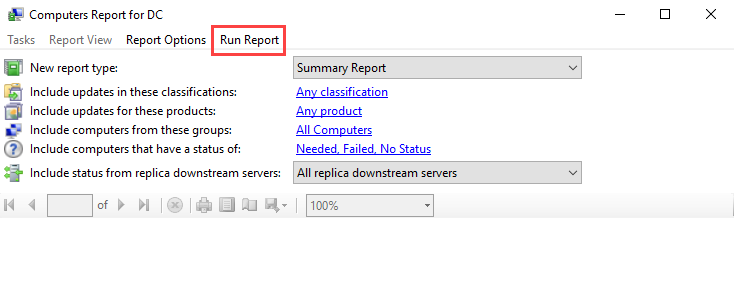 Computers Report for DC
Tasks Report View Report Options Run Report
New report type: Summary Report
Include updates in these classifications: Any classification
Include updates for these products: Any product
Include computers from these groups: All Computers
Include computers that have a status of: Needed, Failed, No Status
Include status from replica downstream servers: All replica downstream servers
of 100%